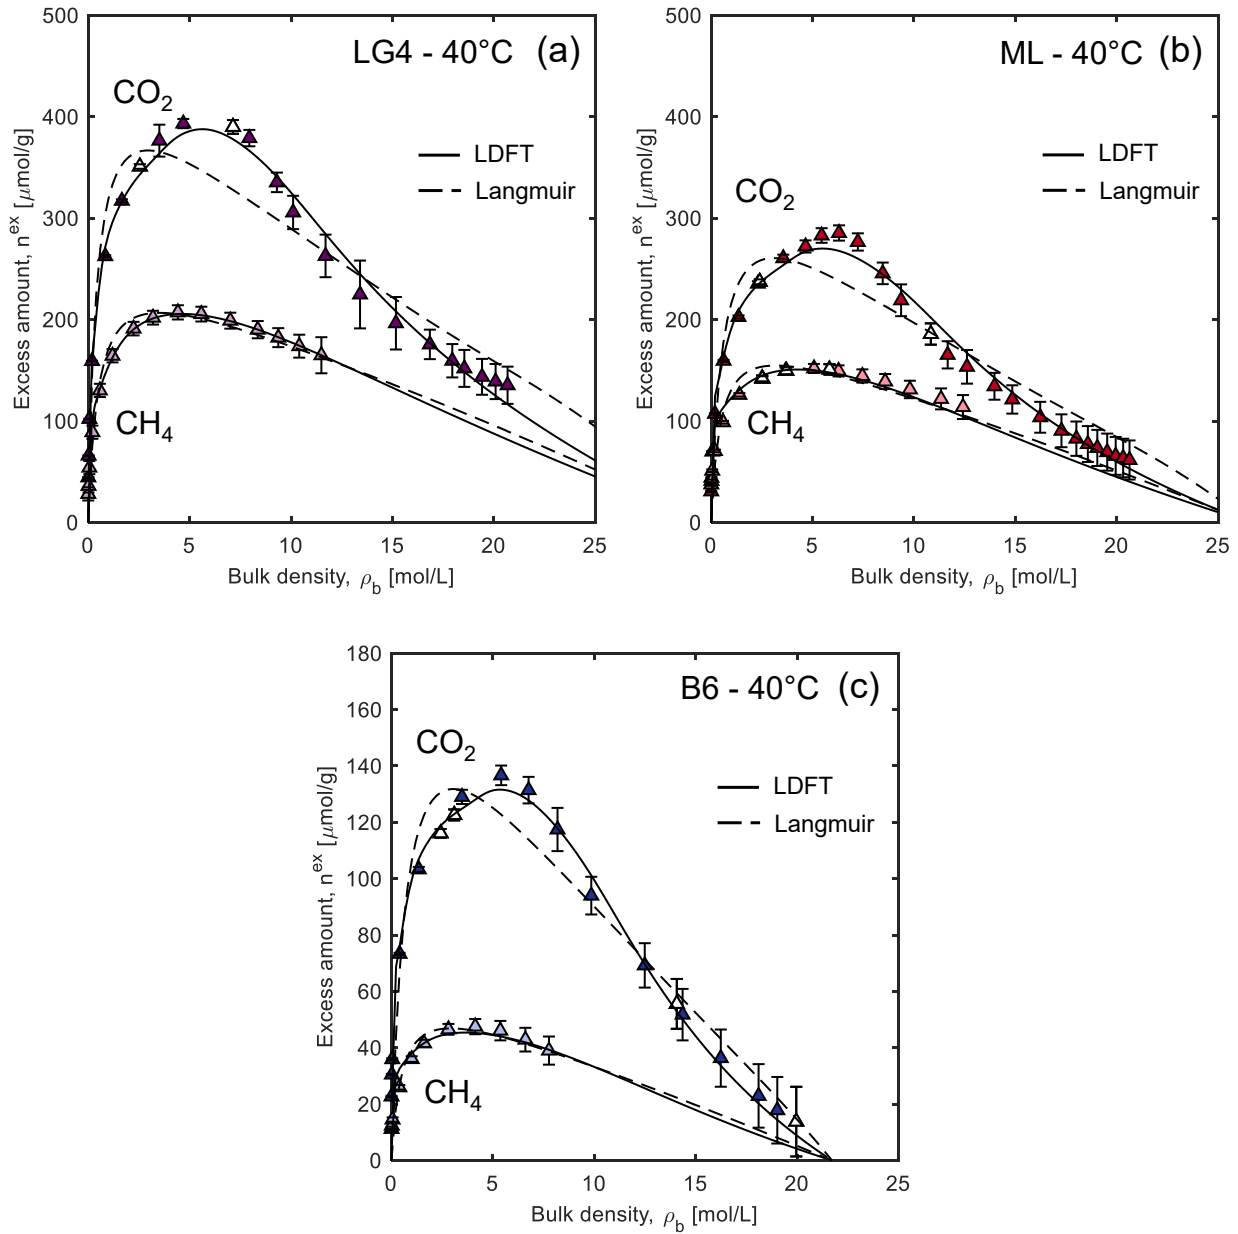 LG4 - 40°C (a)
CO2
LDFT
Langmuir
CH4
Excess amount, n^ex [μmol/g]
500
400
300
200
100
0
0 5 10 15 20 25
Bulk density, ρb [mol/L]
ML - 40°C (b)
CO2
LDFT
Langmuir
CH4
Excess amount, n^ex [μmol/g]
500
400
300
200
100
0
0 5 10 15 20 25
Bulk density, ρb [mol/L]
B6 - 40°C (c)
CO2
LDFT
Langmuir
CH4
Excess amount, n^ex [μmol/g]
180
160
140
120
100
80
60
40
20
0
0 5 10 15 20 25
Bulk density, ρb [mol/L]